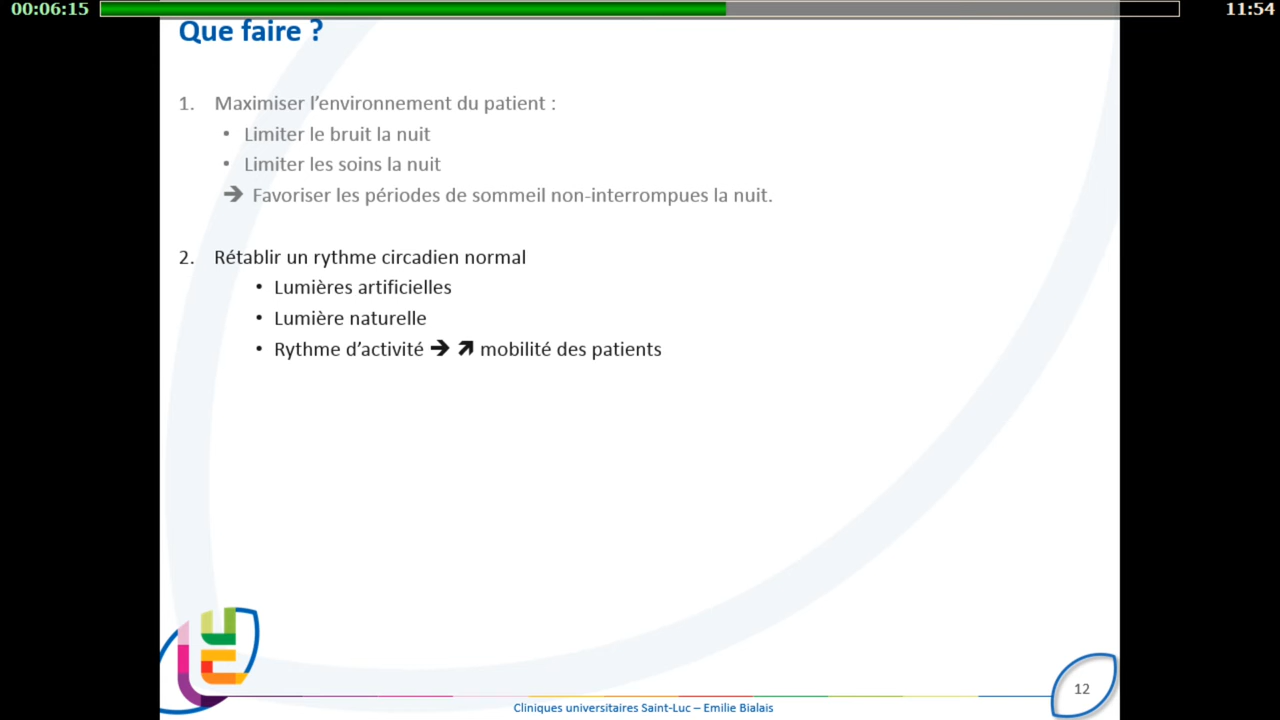 00:06:15
11:54
Que faire ?
1. Maximiser l’environnement du patient :
• Limiter le bruit la nuit
• Limiter les soins la nuit
➔ Favoriser les périodes de sommeil non-interrompues la nuit.
2. Rétablir un rythme circadien normal
• Lumières artificielles
• Lumière naturelle
• Rythme d’activité ➔ ➚ mobilité des patients
12
Cliniques universitaires Saint-Luc – Emilie Bialais